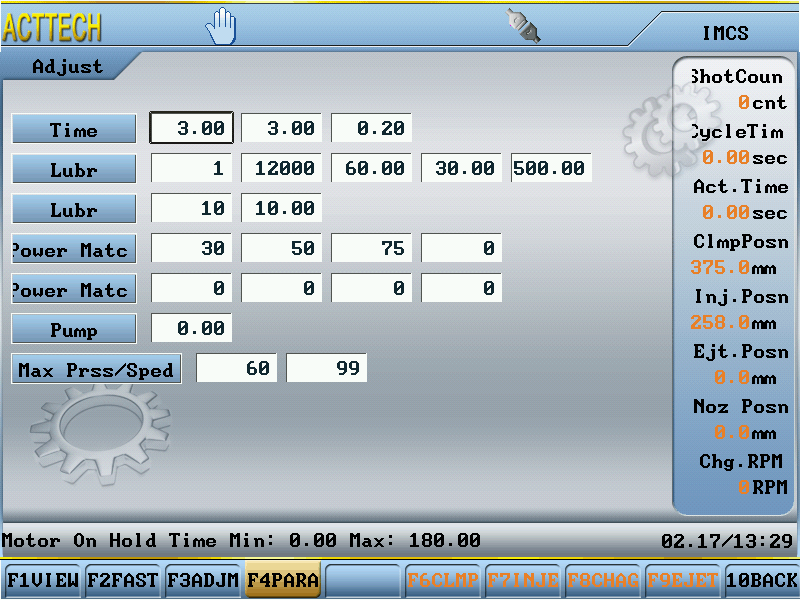 ACTTECH
IMCS
Adjust
Time 3.00 3.00 0.20
Lubr 1 12000 60.00 30.00 500.00
Lubr 10 10.00
Power Matc 30 50 75 0
Power Matc 0 0 0 0
Pump 0.00
Max Prss/Sped 60 99
ShotCoun
0cnt
CycleTim
0.00sec
Act.Time
0.00sec
ClmpPosn
375.0mm
Inj.Posn
258.0mm
Ejt.Posn
0.0mm
Noz Posn
0.0mm
Chg.RPM
0RPM
Motor On Hold Time Min: 0.00 Max: 180.00 02.17/13:29
F1VIEW F2FAST F3ADJM F4PARA F6CLMP F7INJE F8CHAG F9EJET 10BACK